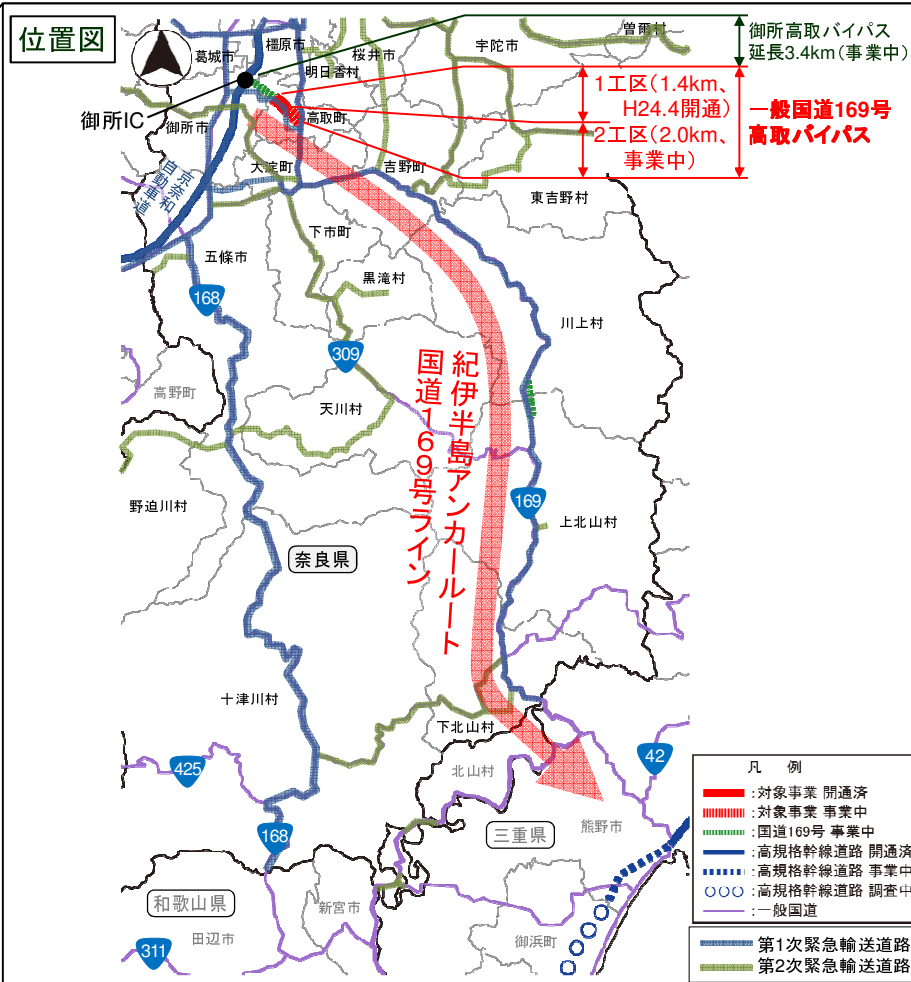 位置図
御所IC
葛城市
橿原市
桜井市
明日香村
宇陀市
曽爾村
御所市
高取町
大淀町
吉野町
東吉野村
京奈和
自動車道
下市町
五條市
黒滝村
川上村
高野町
天川村
野迫川村
上北山村
奈良県
十津川村
下北山村
北山村
三重県
熊野市
和歌山県
新宮市
田辺市
御浜町
168
309
169
425
168
42
311
紀伊半島アンカールート
国道169号ライン
御所高取バイパス
延長3.4km(事業中)
1工区(1.4km、
H24.4開通)
2工区(2.0km、
事業中)
一般国道169号
高取バイパス
凡 例
:対象事業 開通済
:対象事業 事業中
:国道169号 事業中
:高規格幹線道路 開通済
:高規格幹線道路 事業中
:高規格幹線道路 調査中
:一般国道
第1次緊急輸送道路
第2次緊急輸送道路